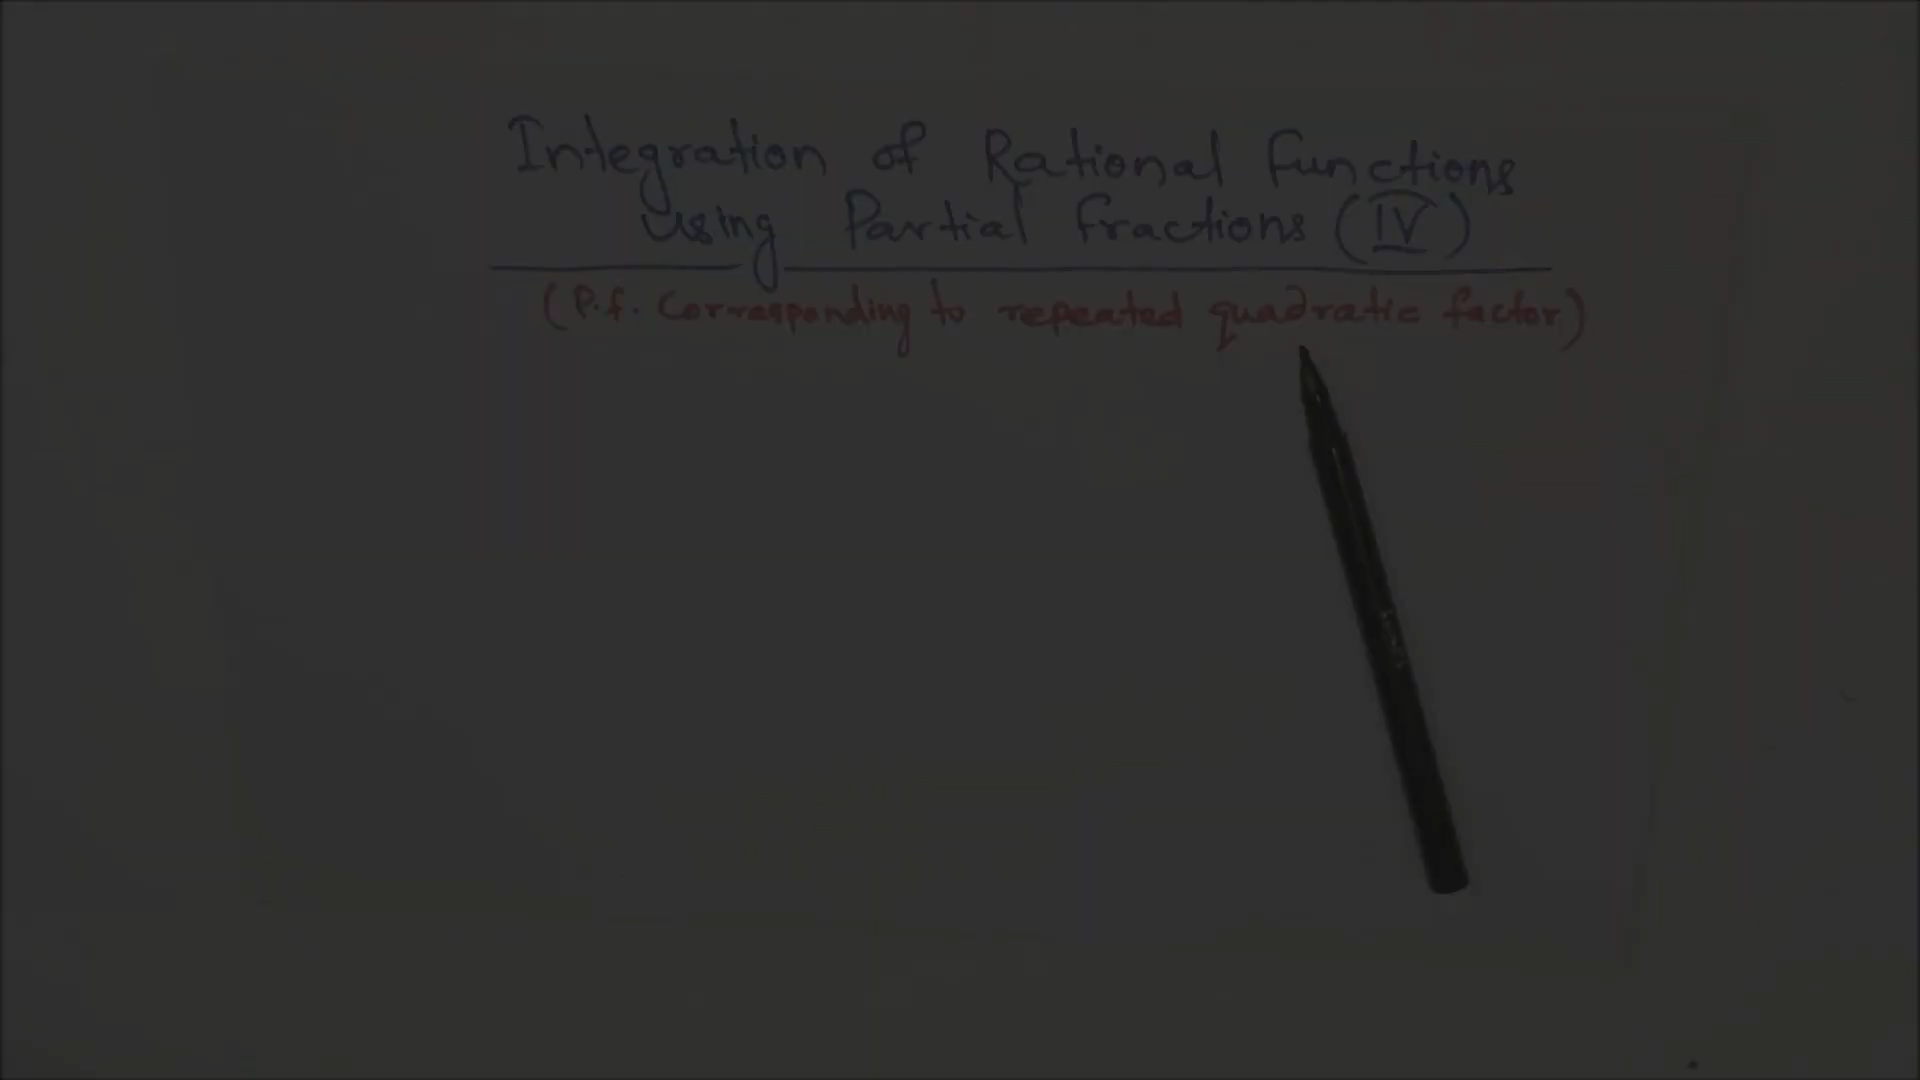 Integration of Rational functions
using Partial fractions (IV)
(P.f. Corresponding to repeated quadratic factor)